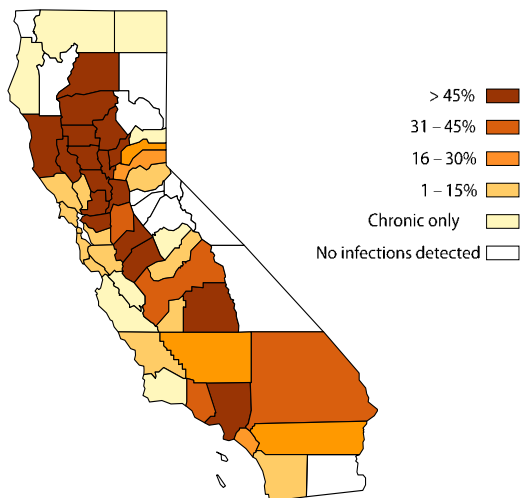 > 45%
31 – 45%
16 – 30%
1 – 15%
Chronic only
No infections detected